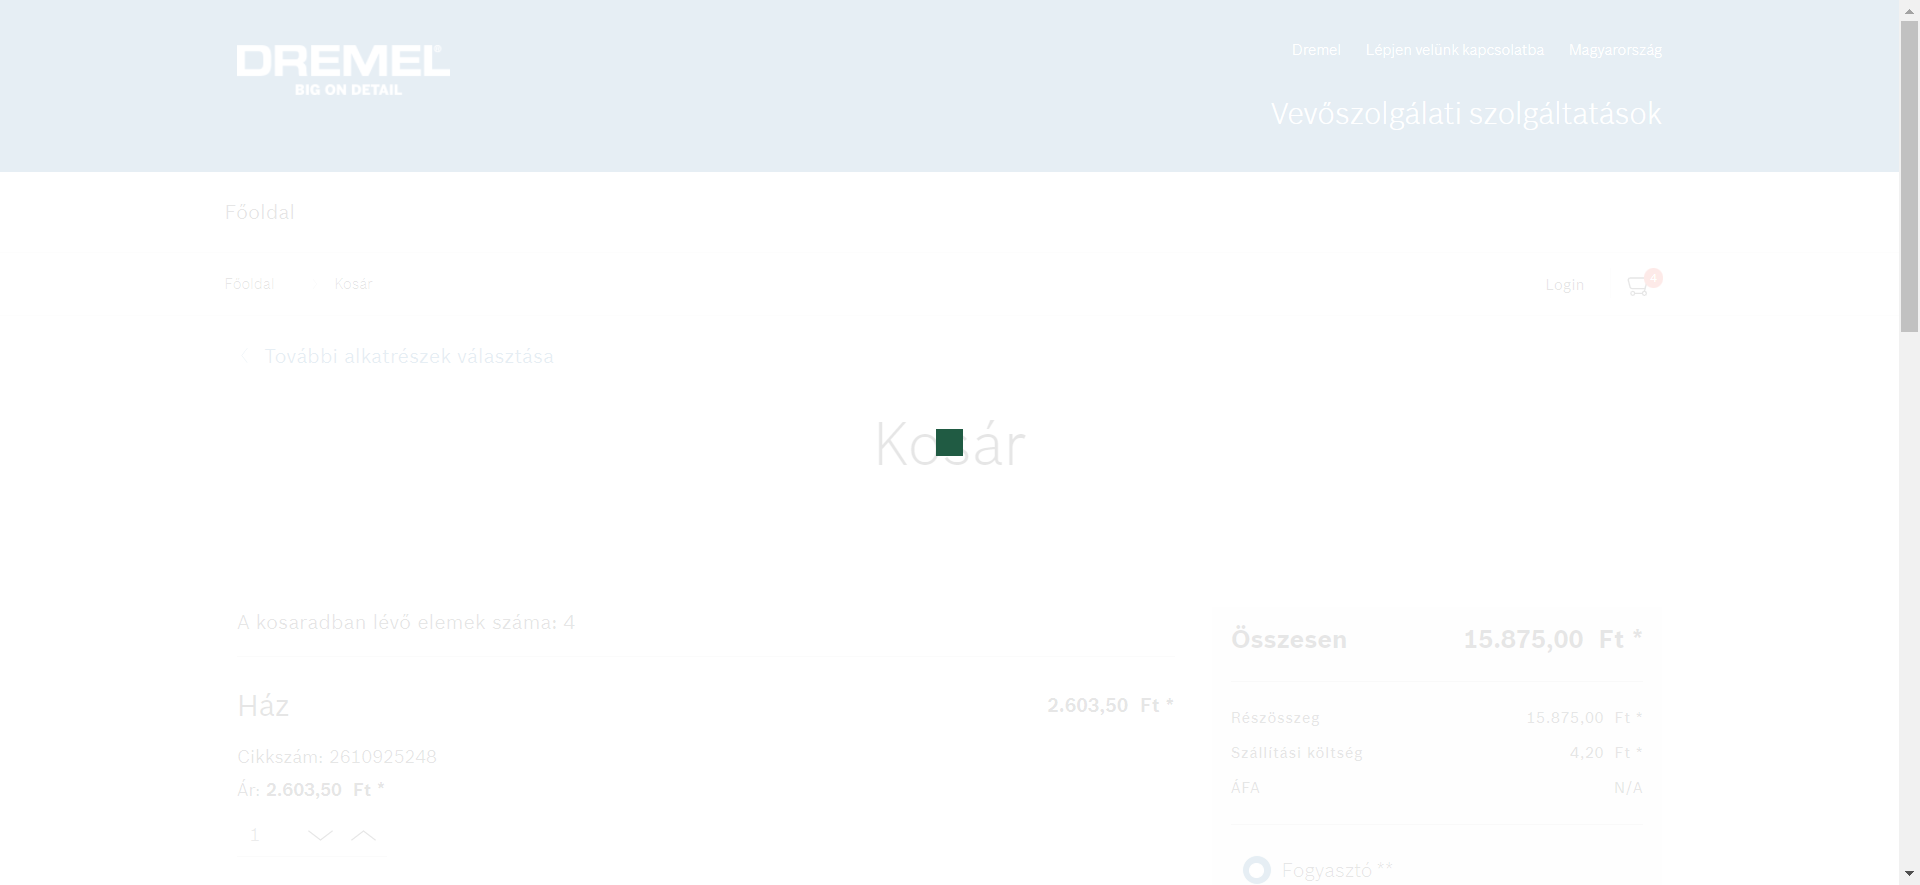 DREMEL®
BIG ON DETAIL
Dremel Lépjen velünk kapcsolatba Magyarország
Vevőszolgálati szolgáltatások
Főoldal
Főoldal Kosár
Login 4
További alkatrészek választása
Kosár
A kosaradban lévő elemek száma: 4
Ház 2.603,50 Ft *
Cikkszám: 2610925248
Ár: 2.603,50 Ft *
1
Összesen 15.875,00 Ft *
Részösszeg 15.875,00 Ft *
Szállítási költség 4,20 Ft *
ÁFA N/A
Fogyasztó **